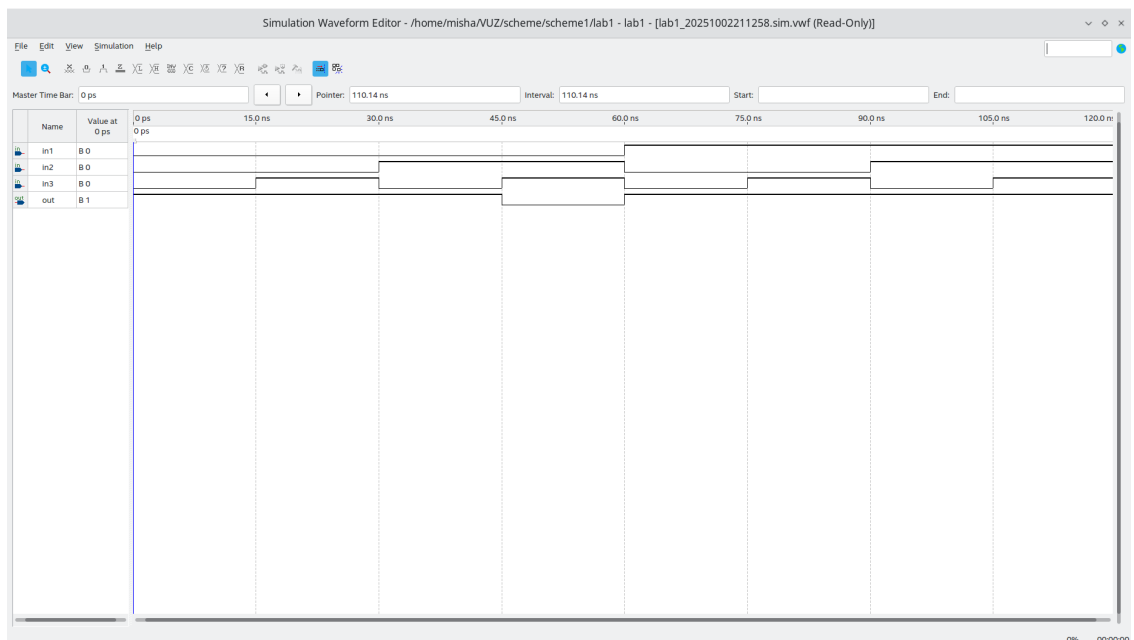 Simulation Waveform Editor - /home/misha/VUZ/scheme/scheme1/lab1 - lab1 - [lab1_20251002211258.sim.vwf (Read-Only)]
File Edit View Simulation Help
Master Time Bar: 0 ps Pointer: 110.14 ns Interval: 110.14 ns Start: End:
Name Value at 0 ps
0 ps 15.0 ns 30.0 ns 45.0 ns 60.0 ns 75.0 ns 90.0 ns 105.0 ns 120.0 ns
0 ps
in1 B 0
in2 B 0
in3 B 0
out B 1
0% 00:00:00